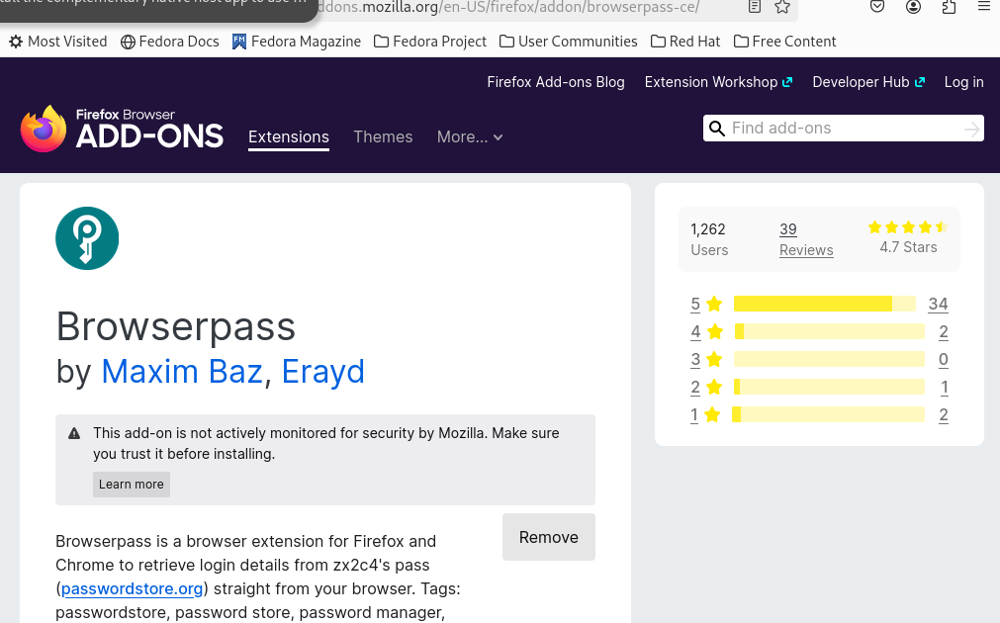 the complementary native host app to use
ddons.mozilla.org/en-US/firefox/addon/browserpass-ce/
Most Visited
Fedora Docs
FM Fedora Magazine
Fedora Project
User Communities
Red Hat
Free Content
Firefox Add-ons Blog
Extension Workshop
Developer Hub
Log in
Firefox Browser
ADD-ONS
Extensions
Themes
More…
Find add-ons
Browserpass
by Maxim Baz, Erayd
This add-on is not actively monitored for security by Mozilla. Make sure
you trust it before installing.
Learn more
Remove
Browserpass is a browser extension for Firefox and
Chrome to retrieve login details from zx2c4's pass
(passwordstore.org) straight from your browser. Tags:
passwordstore, password store, password manager,
1,262
Users
39
Reviews
4.7 Stars
5 34
4 2
3 0
2 1
1 2